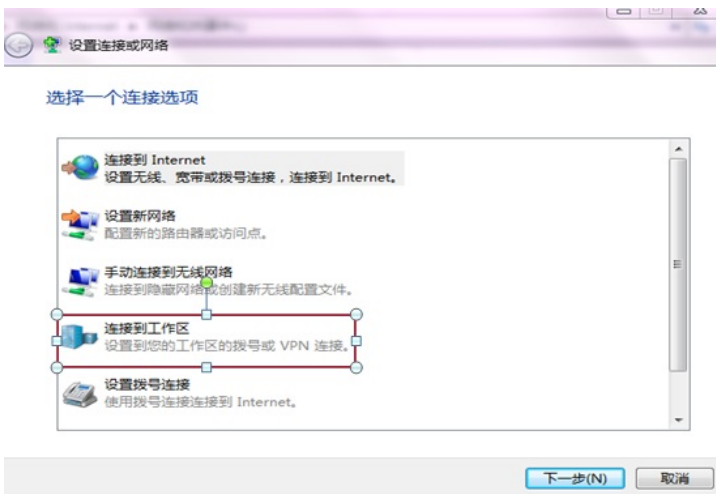 设置连接或网络
选择一个连接选项
连接到 Internet
设置无线、宽带或拨号连接，连接到 Internet。
设置新网络
配置新的路由器或访问点。
手动连接到无线网络
连接到隐藏网络或创建新无线配置文件。
连接到工作区
设置到您的工作区的拨号或 VPN 连接。
设置拨号连接
使用拨号连接连接到 Internet。
下一步(N)
取消